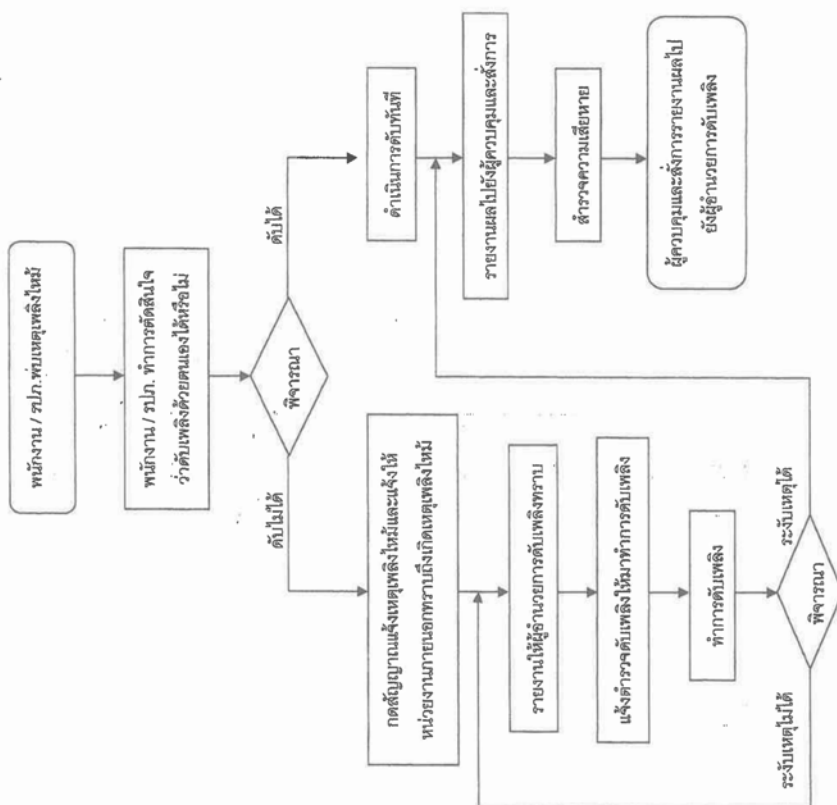 พนักงาน / รปภ.พบเหตุเพลิงไหม้
พนักงาน / รปภ. ทำการตัดสินใจ
ว่าดับเพลิงด้วยตนเองได้หรือไม่
พิจารณา
ดับไม่ได้
ดับได้
กดสัญญาณแจ้งเหตุเพลิงไหม้และแจ้งให้
หน่วยงานภายนอกทราบถึงเกิดเหตุเพลิงไหม้
รายงานให้ผู้อำนวยการดับเพลิงทราบ
แจ้งตำรวจดับเพลิงให้มาทำการดับเพลิง
ทำการดับเพลิง
พิจารณา
ระงับเหตุไม่ได้
ระงับเหตุได้
ดำเนินการดับทันที
รายงานผลไปยังผู้ควบคุมและสั่งการ
สำรวจความเสียหาย
ผู้ควบคุมและสั่งการรายงานผลไป
ยังผู้อำนวยการดับเพลิง